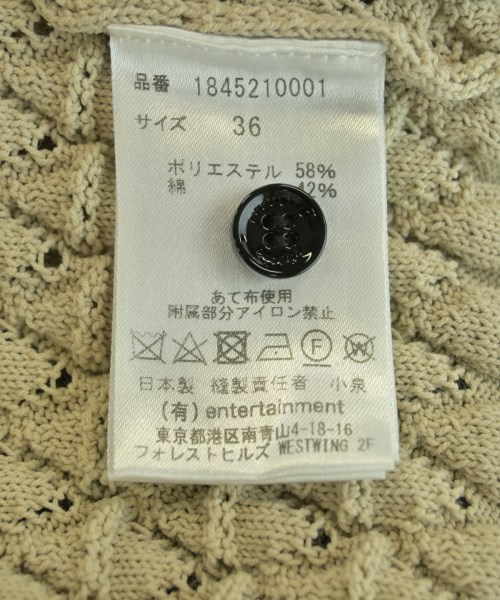 品番 1845210001
サイズ 36
ポリエステル 58%
綿 42%
あて布使用
附属部分アイロン禁止
F
W
日本製 縫製責任者 小泉
(有) entertainment
東京都港区南青山4-18-16
フォレストヒルズ WESTWING 2F